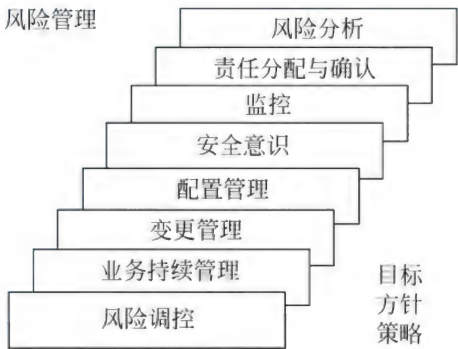 风险管理
风险分析
责任分配与确认
监控
安全意识
配置管理
变更管理
业务持续管理
风险调控
目标
方针
策略